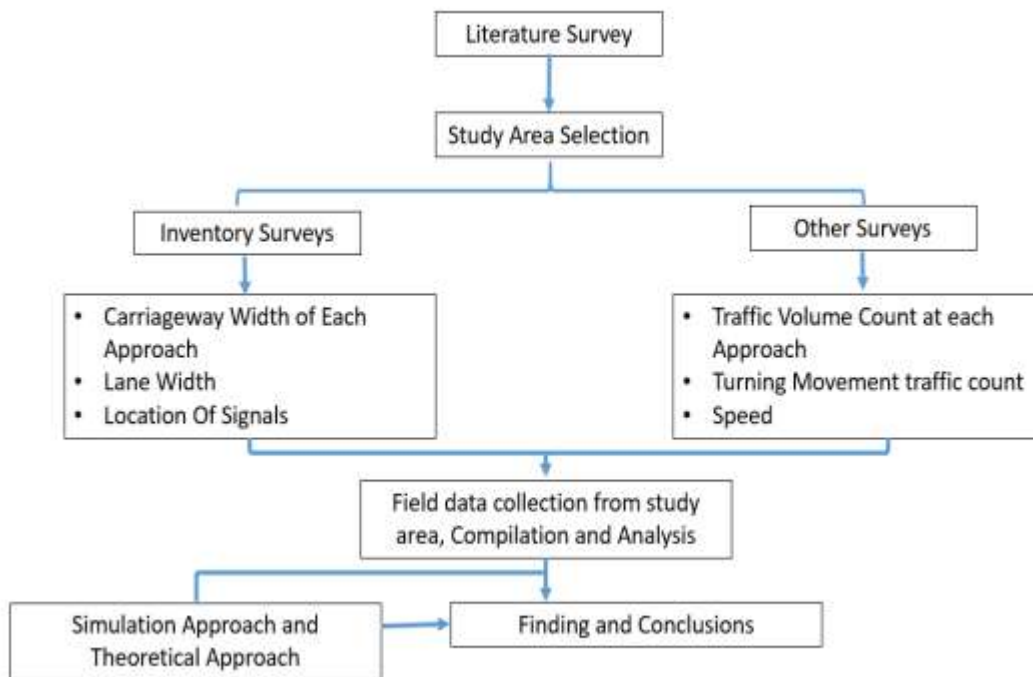 Literature Survey
Study Area Selection
Inventory Surveys
Other Surveys
• Carriageway Width of Each
Approach
• Lane Width
• Location Of Signals
• Traffic Volume Count at each
Approach
• Turning Movement traffic count
• Speed
Field data collection from study
area, Compilation and Analysis
Simulation Approach and
Theoretical Approach
Finding and Conclusions